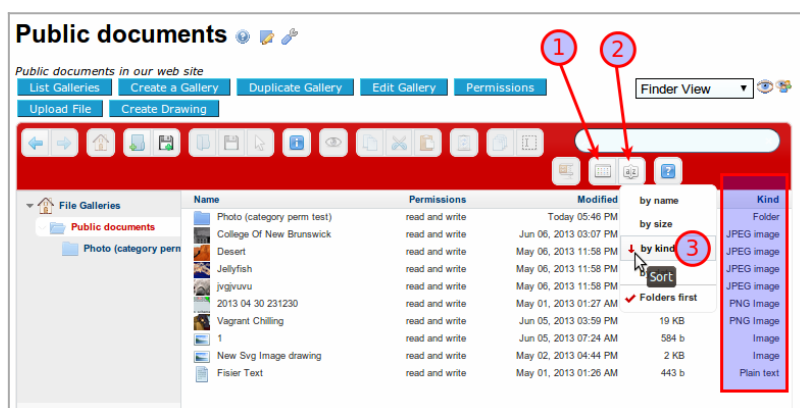 Public documents
1 2
Public documents in our web site
List Galleries Create a Gallery Duplicate Gallery Edit Gallery Permissions Finder View
Upload File Create Drawing
Name Permissions Modified Kind
File Galleries
Public documents
Photo (category perm
Photo (category perm test) read and write Today 05:46 PM Folder
College Of New Brunswick read and write Jun 06, 2013 03:07 PM JPEG image
Desert read and write May 06, 2013 11:58 PM JPEG image
Jellyfish read and write May 06, 2013 11:58 PM JPEG image
jvgjvuvu read and write May 06, 2013 11:58 PM JPEG image
2013 04 30 231230 read and write May 01, 2013 01:27 AM PNG Image
Vagrant Chilling read and write Jun 05, 2013 03:59 PM 19 KB PNG Image
1 read and write Jun 05, 2013 07:24 AM 584 b Image
New Svg Image drawing read and write May 02, 2013 04:44 PM 2 KB Image
Fisier Text read and write May 01, 2013 01:26 AM 443 b Plain text
by name
by size
by kind 3
Sort
Folders first